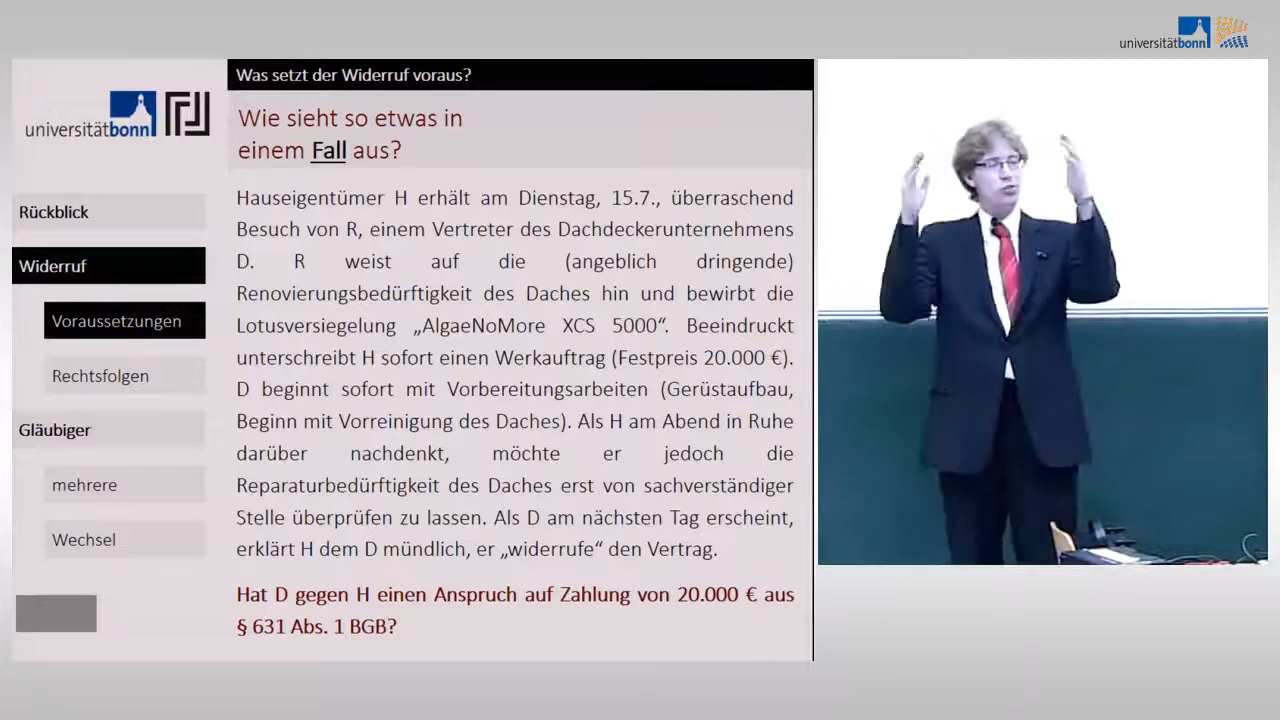 universitätbonn
Was setzt der Widerruf voraus?
universitätbonn
Wie sieht so etwas in
einem Fall aus?
Rückblick
Widerruf
Voraussetzungen
Rechtsfolgen
Gläubiger
mehrere
Wechsel
Hauseigentümer H erhält am Dienstag, 15.7., überraschend
Besuch von R, einem Vertreter des Dachdeckerunternehmens
D. R weist auf die (angeblich dringende)
Renovierungsbedürftigkeit des Daches hin und bewirbt die
Lotusversiegelung „AlgaeNoMore XCS 5000“. Beeindruckt
unterschreibt H sofort einen Werkauftrag (Festpreis 20.000 €).
D beginnt sofort mit Vorbereitungsarbeiten (Gerüstaufbau,
Beginn mit Vorreinigung des Daches). Als H am Abend in Ruhe
darüber nachdenkt, möchte er jedoch die
Reparaturbedürftigkeit des Daches erst von sachverständiger
Stelle überprüfen zu lassen. Als D am nächsten Tag erscheint,
erklärt H dem D mündlich, er „widerrufe“ den Vertrag.
Hat D gegen H einen Anspruch auf Zahlung von 20.000 € aus
§ 631 Abs. 1 BGB?